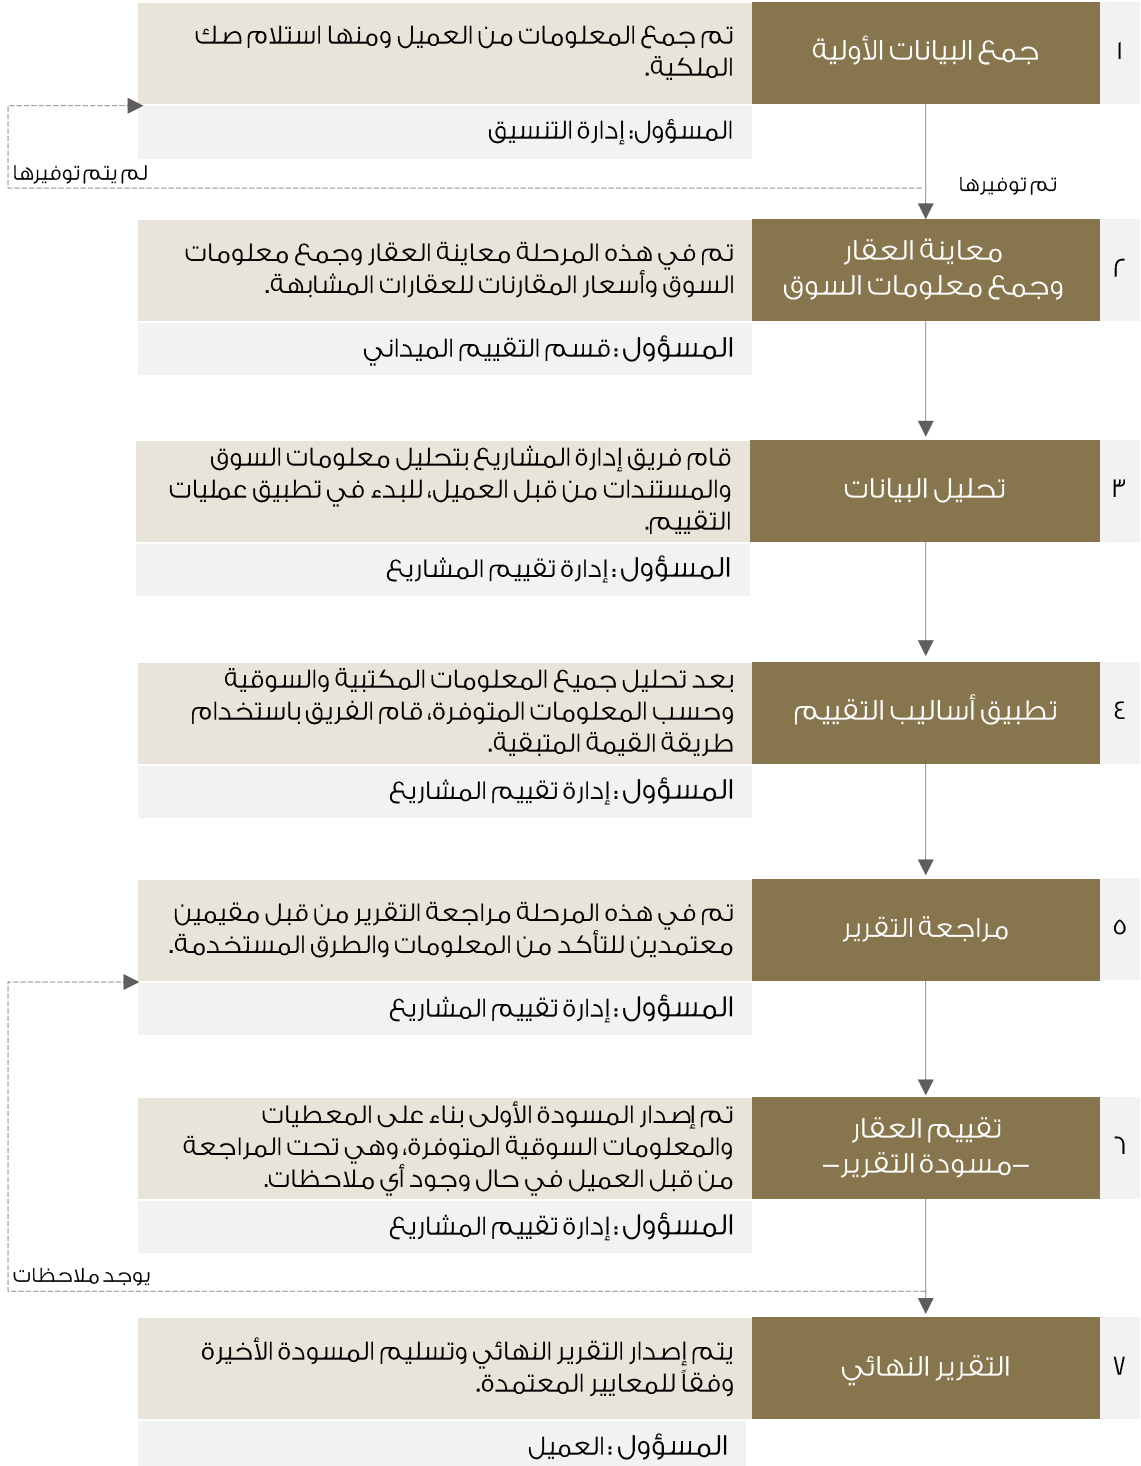 ١
جمع البيانات الأولية
تم جمع المعلومات من العميل ومنها استلام صك
الملكية.
المسؤول: إدارة التنسيق
لم يتم توفيرها
تم توفيرها
٢
معاينة العقار
وجمع معلومات السوق
تم في هذه المرحلة معاينة العقار وجمع معلومات
السوق وأسعار المقارنات للعقارات المشابهة.
المسؤول : قسم التقييم الميداني
٣
تحليل البيانات
قام فريق إدارة المشاريع بتحليل معلومات السوق
والمستندات من قبل العميل، للبدء في تطبيق عمليات
التقييم.
المسؤول : إدارة تقييم المشاريع
٤
تطبيق أساليب التقييم
بعد تحليل جميع المعلومات المكتبية والسوقية
وحسب المعلومات المتوفرة، قام الفريق باستخدام
طريقة القيمة المتبقية.
المسؤول : إدارة تقييم المشاريع
٥
مراجعة التقرير
تم في هذه المرحلة مراجعة التقرير من قبل مقيمين
معتمدين للتأكد من المعلومات والطرق المستخدمة.
المسؤول : إدارة تقييم المشاريع
٦
تقييم العقار
–مسودة التقرير–
تم إصدار المسودة الأولى بناء على المعطيات
والمعلومات السوقية المتوفرة، وهي تحت المراجعة
من قبل العميل في حال وجود أي ملاحظات.
المسؤول : إدارة تقييم المشاريع
يوجد ملاحظات
٧
التقرير النهائي
يتم إصدار التقرير النهائي وتسليم المسودة الأخيرة
وفقاً للمعايير المعتمدة.
المسؤول : العميل